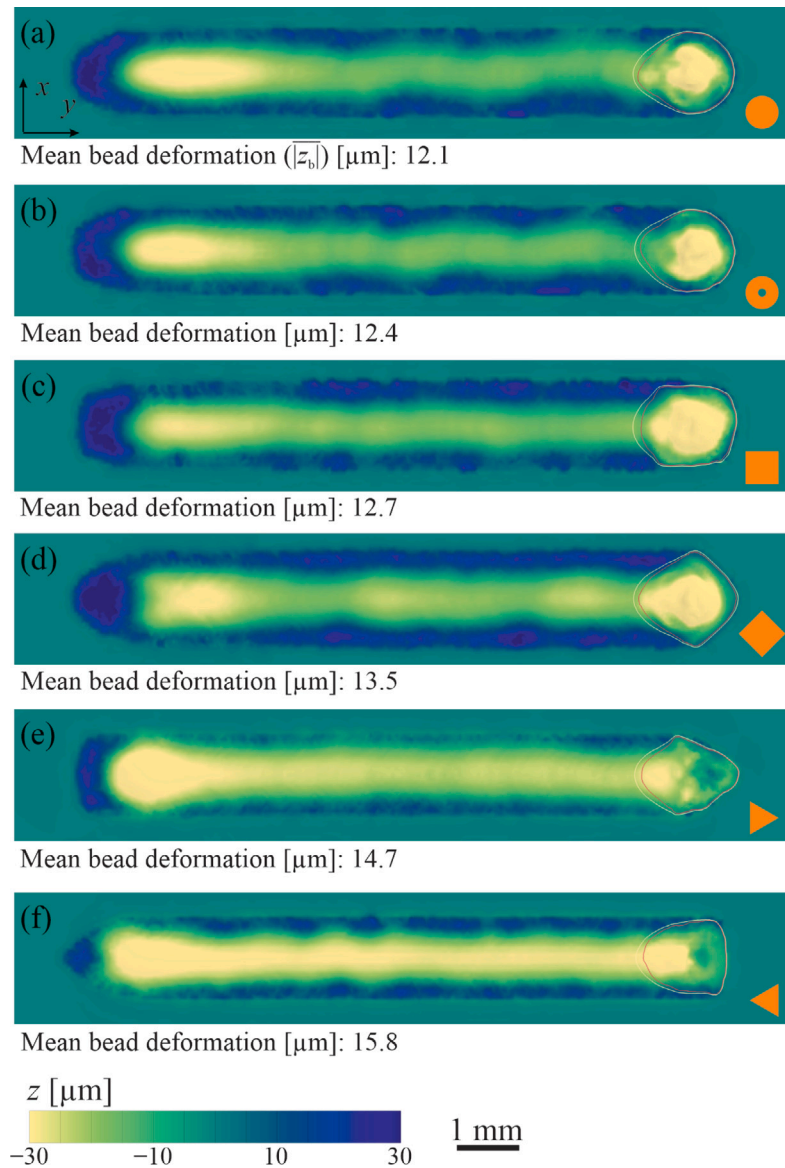 (a)
x
y
Mean bead deformation (|z_b|) [µm]: 12.1
(b)
Mean bead deformation [µm]: 12.4
(c)
Mean bead deformation [µm]: 12.7
(d)
Mean bead deformation [µm]: 13.5
(e)
Mean bead deformation [µm]: 14.7
(f)
Mean bead deformation [µm]: 15.8
z [µm]
1 mm
−30 −10 10 30